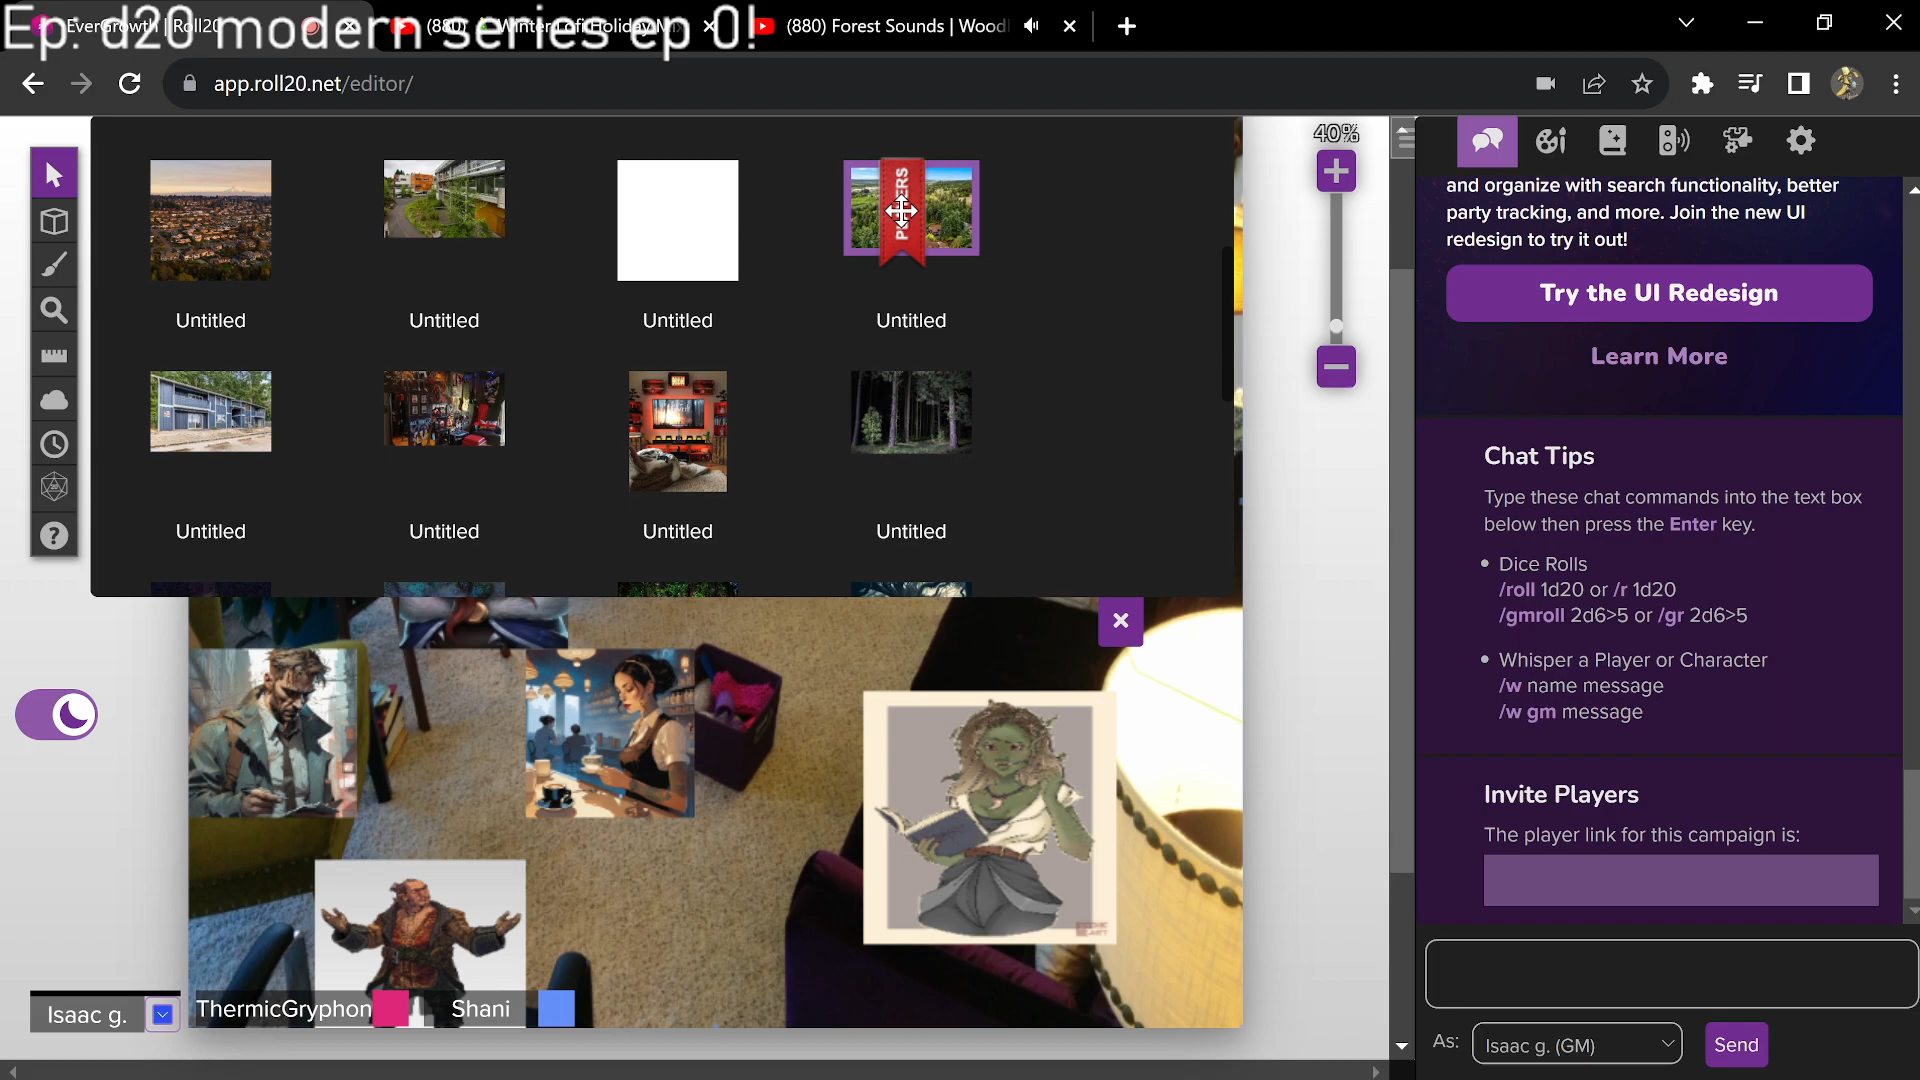 Ep. d20 modern series ep 0!
EverGrowth | Roll20
(880)
Winter Lofi Holiday Mix
(880) Forest Sounds | Wood
app.roll20.net/editor/
40%
and organize with search functionality, better
party tracking, and more. Join the new UI
redesign to try it out!
Try the UI Redesign
Learn More
Untitled
Untitled
Untitled
Untitled
Untitled
Untitled
Untitled
Untitled
Chat Tips
Type these chat commands into the text box
below then press the Enter key.
Dice Rolls
/roll 1d20 or /r 1d20
/gmroll 2d6>5 or /gr 2d6>5
Whisper a Player or Character
/w name message
/w gm message
Invite Players
The player link for this campaign is:
Isaac g.
ThermicGryphon
Shani
As:
Isaac g. (GM)
Send